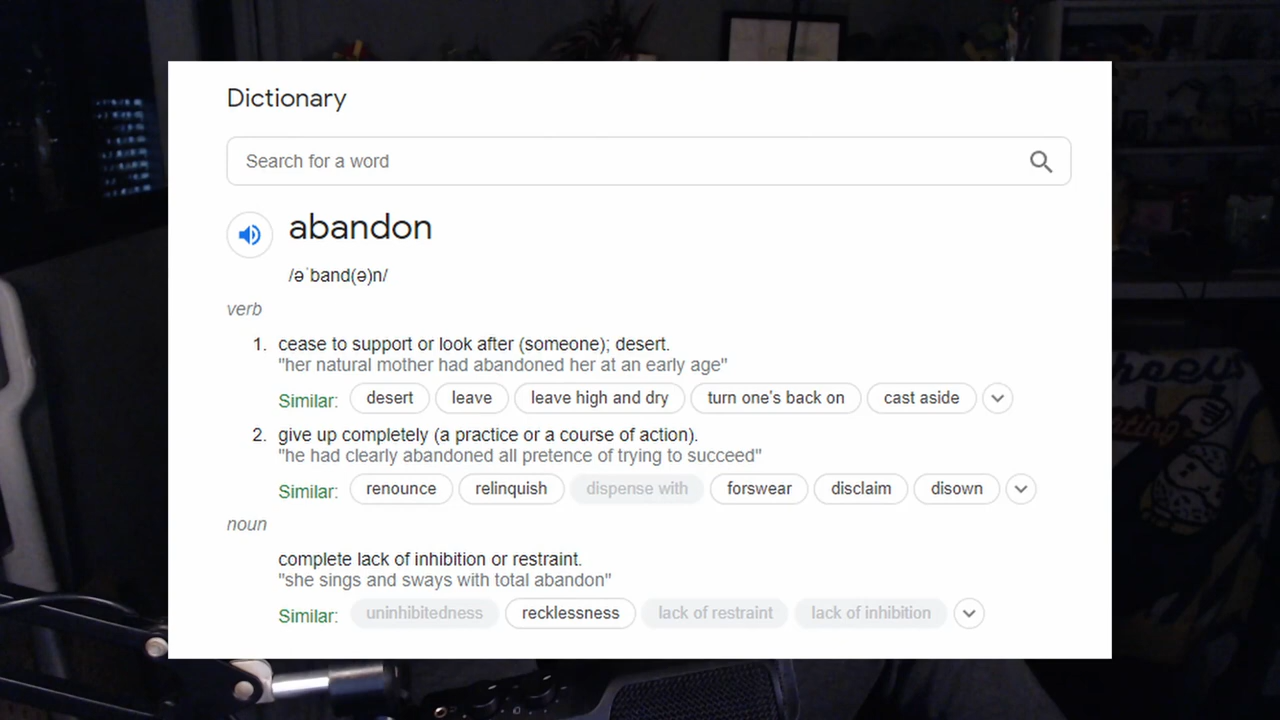 Dictionary
Search for a word
abandon
/əˈband(ə)n/
verb
1. cease to support or look after (someone); desert.
"her natural mother had abandoned her at an early age"
Similar: desert leave leave high and dry turn one's back on cast aside
2. give up completely (a practice or a course of action).
"he had clearly abandoned all pretence of trying to succeed"
Similar: renounce relinquish dispense with forswear disclaim disown
noun
complete lack of inhibition or restraint.
"she sings and sways with total abandon"
Similar: uninhibitedness recklessness lack of restraint lack of inhibition